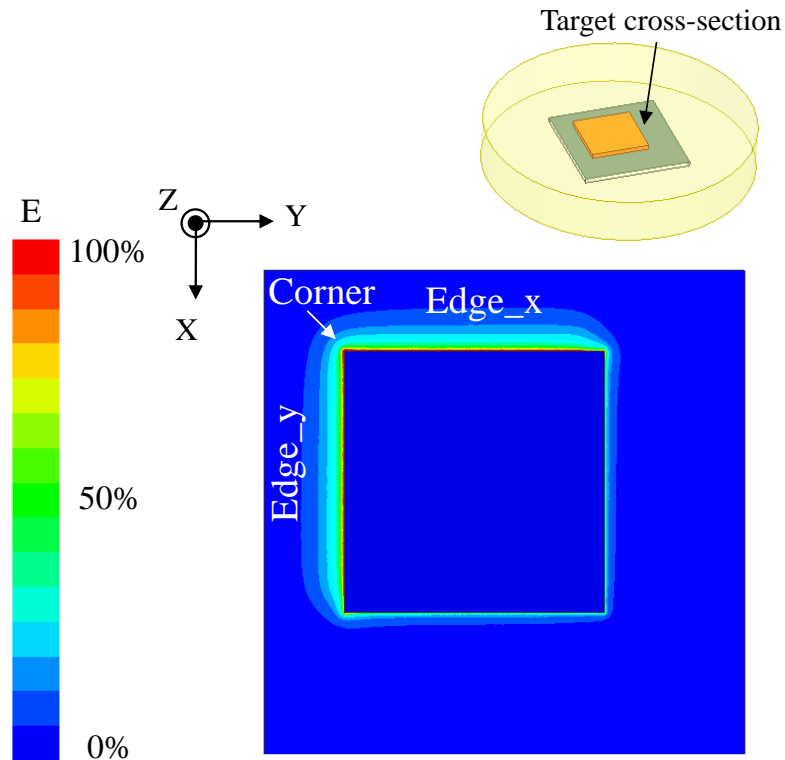 Target cross-section
E
Z
Y
X
100%
50%
0%
Corner
Edge_x
Edge_y